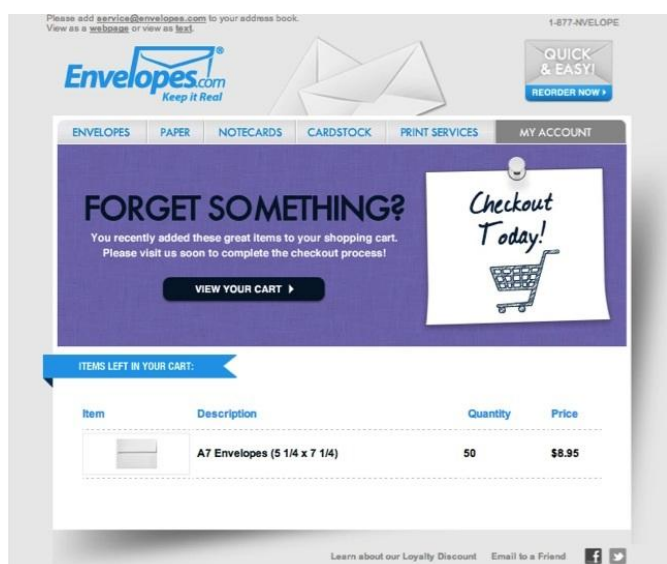 Please add service@envelopes.com to your address book.
View as a webpage or view as text.
1-877-NVELOPE
Envelopes.com®
Keep it Real
QUICK
& EASY!
REORDER NOW
ENVELOPES PAPER NOTECARDS CARDSTOCK PRINT SERVICES MY ACCOUNT
FORGET SOMETHING?
You recently added these great items to your shopping cart.
Please visit us soon to complete the checkout process!
VIEW YOUR CART
Checkout
Today!
ITEMS LEFT IN YOUR CART:
Item Description Quantity Price
A7 Envelopes (5 1/4 x 7 1/4) 50 $8.95
Learn about our Loyalty Discount Email to a Friend